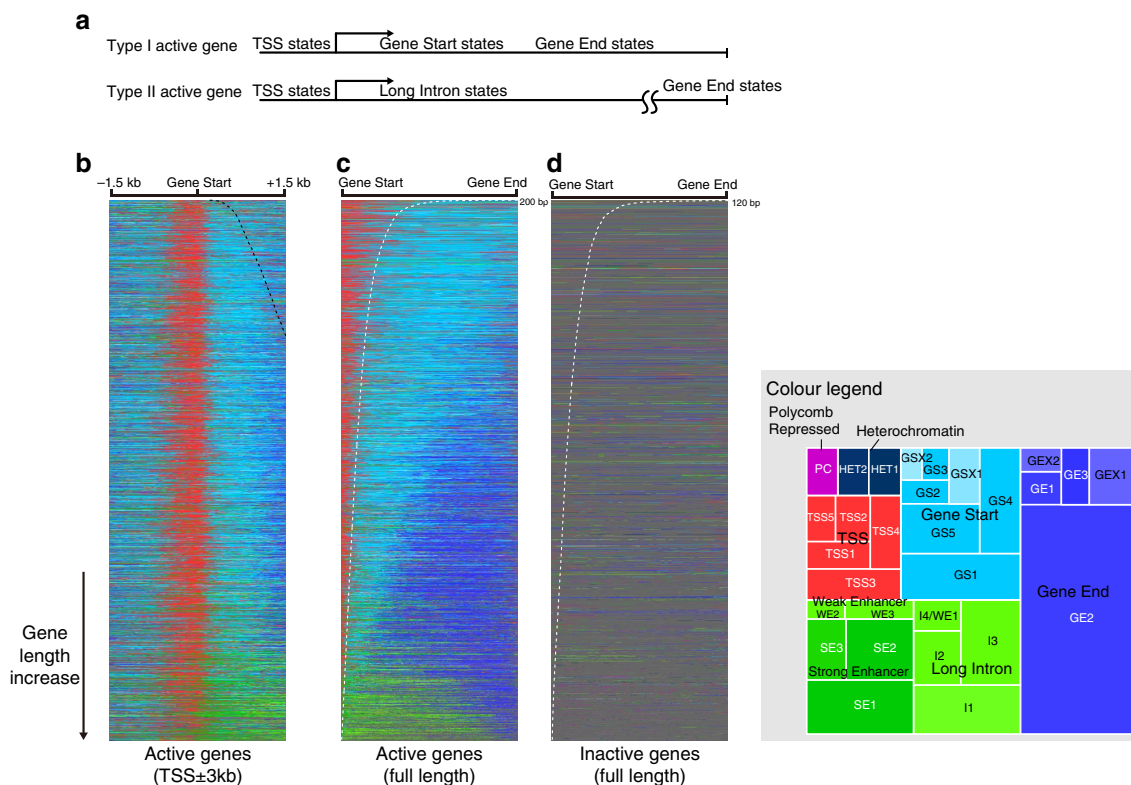 a
Type I active gene
TSS states
Gene Start states
Gene End states
Type II active gene
TSS states
Long Intron states
Gene End states
b
−1.5 kb
Gene Start
+1.5 kb
c
Gene Start
Gene End
200 bp
d
Gene Start
Gene End
120 bp
Gene
length
increase
Active genes
(TSS±3kb)
Active genes
(full length)
Inactive genes
(full length)
Colour legend
Polycomb
Repressed
Heterochromatin
PC
HET2
HET1
GSX2
GS3
GSX1
GS4
GS2
Gene Start
GS5
GS1
GEX2
GE1
GE3
GEX1
Gene End
GE2
TSS5
TSS2
TSS4
TSS
TSS1
TSS3
Weak Enhancer
WE2
WE3
SE3
SE2
Strong Enhancer
SE1
I4/WE1
I2
I3
Long Intron
I1